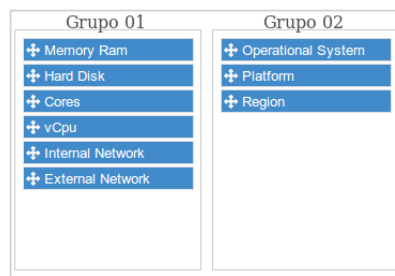 Grupo 01
Memory Ram
Hard Disk
Cores
vCpu
Internal Network
External Network
Grupo 02
Operational System
Platform
Region